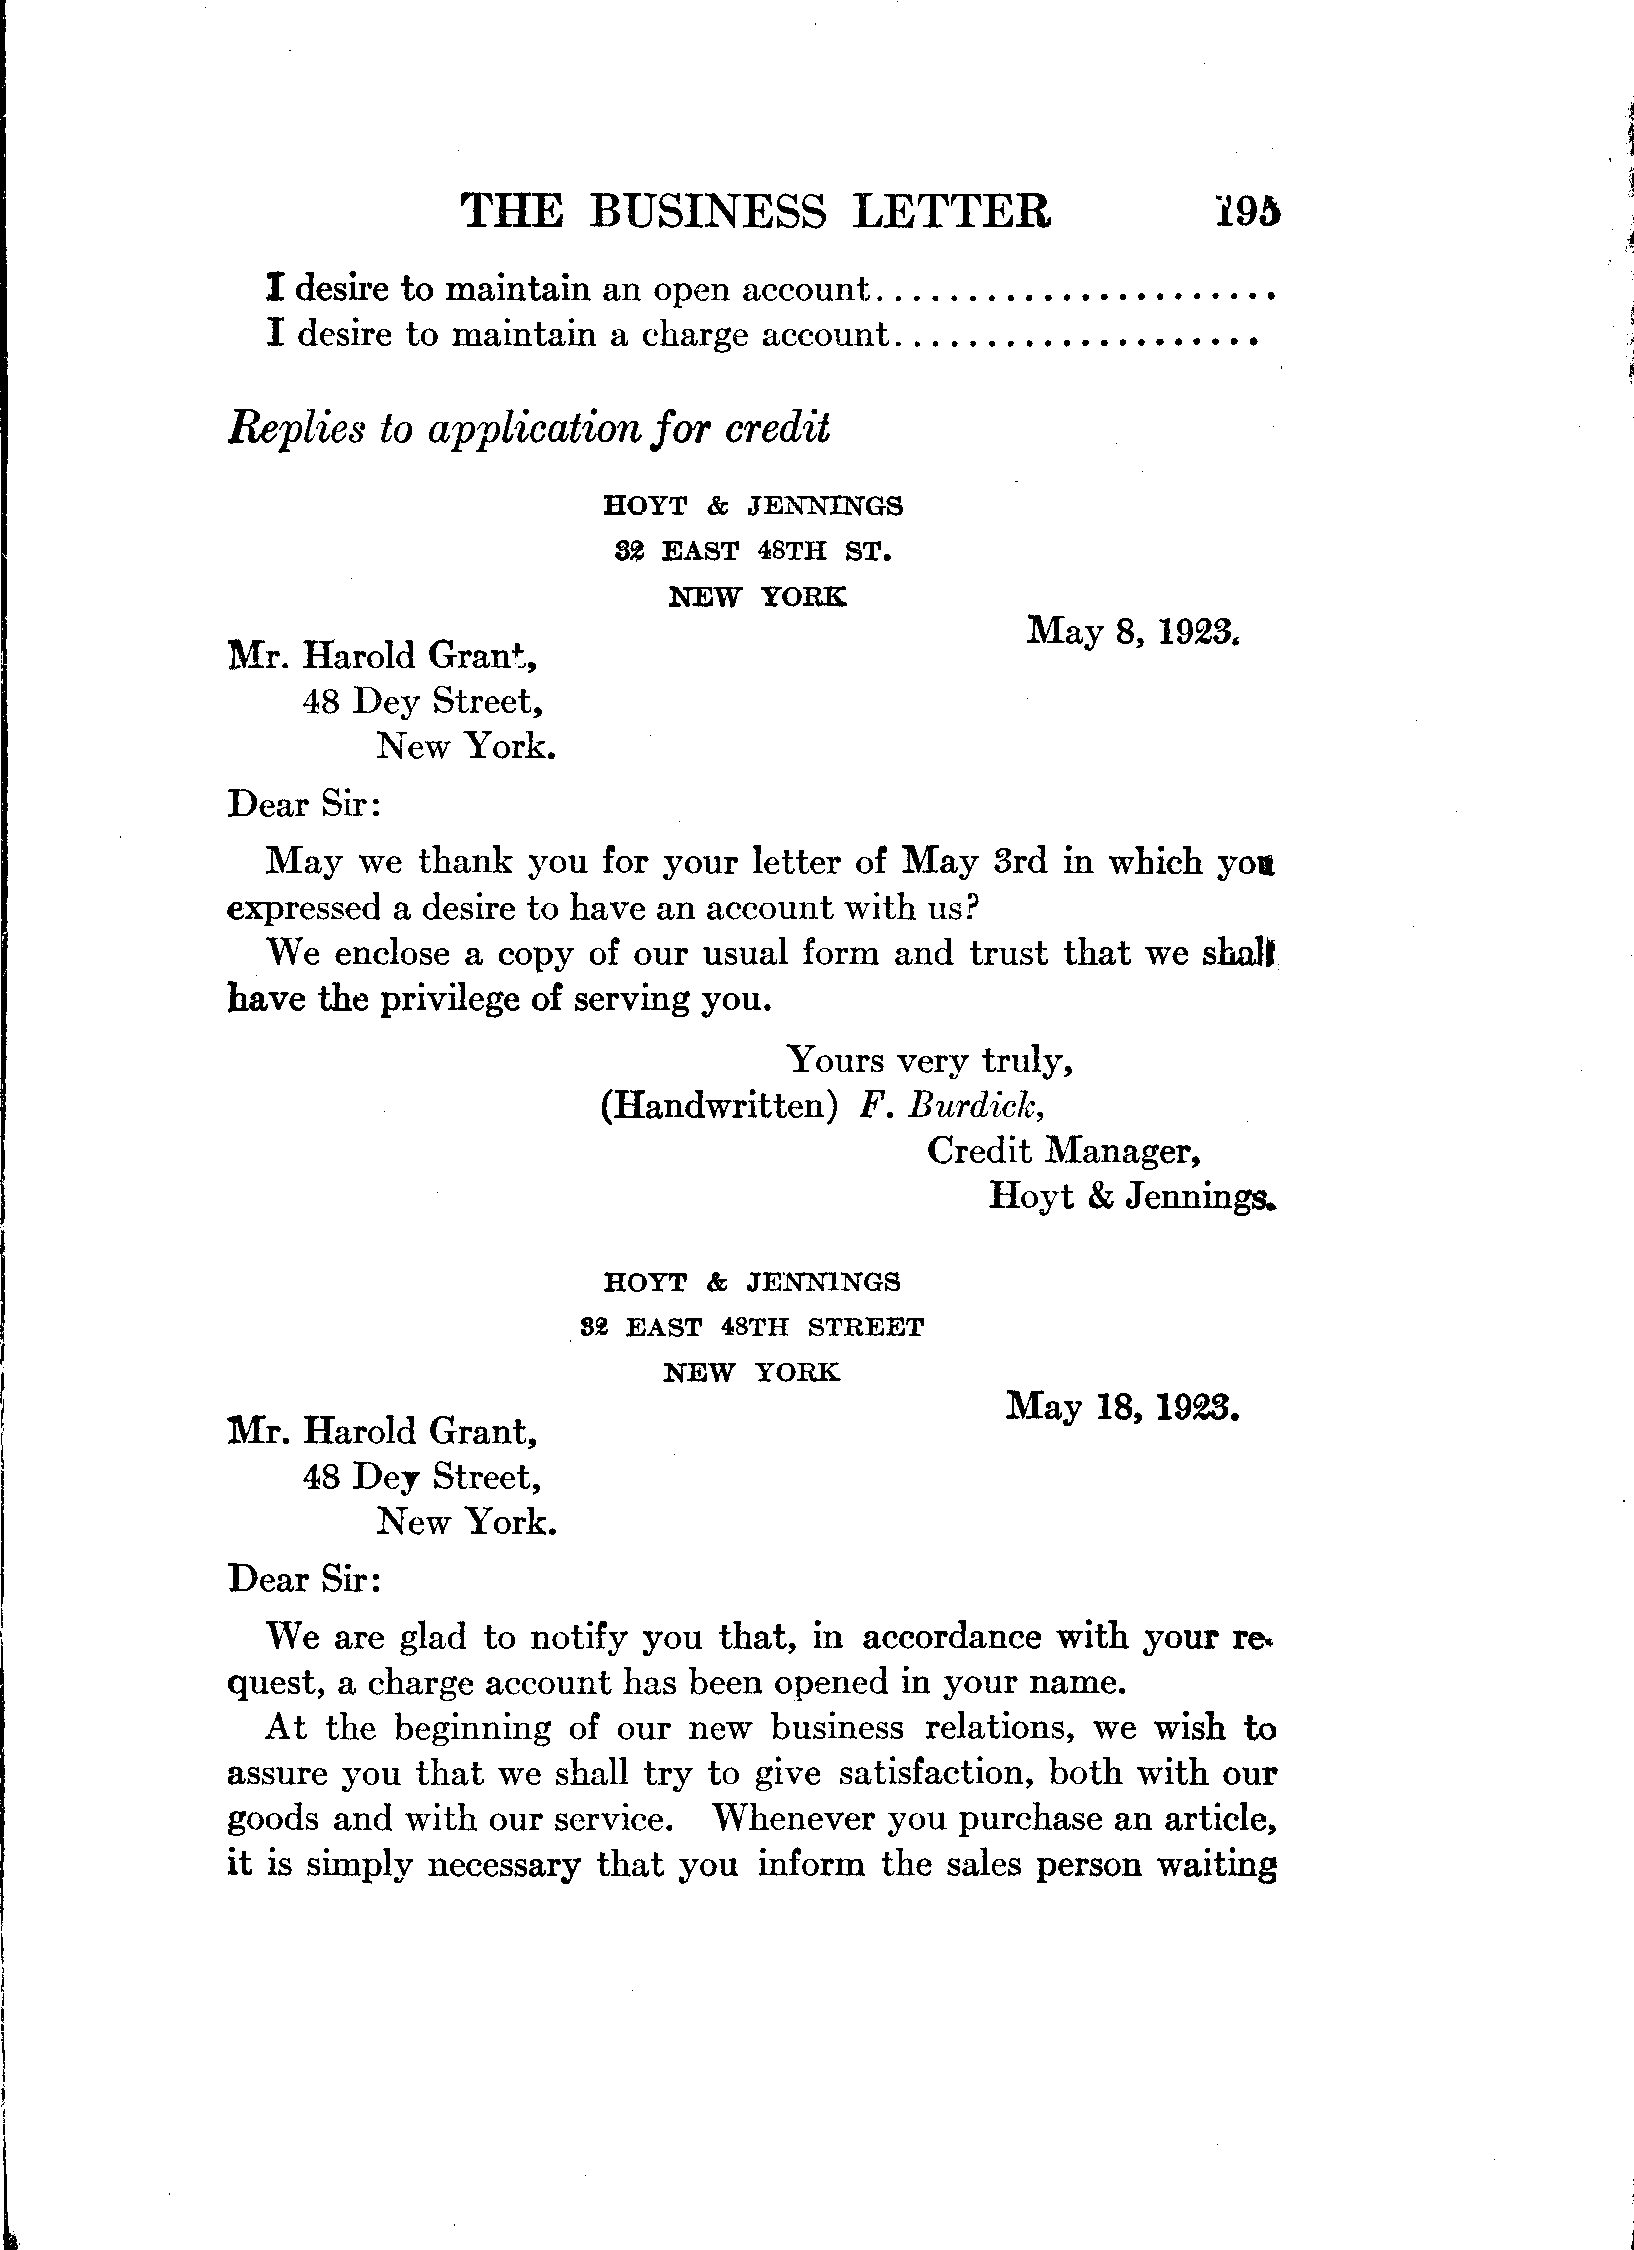 THE BUSINESS LETTER 195
I desire to maintain an open account......................
I desire to maintain a charge account....................
Replies to application for credit
HOYT & JENNINGS
32 EAST 48TH ST.
NEW YORK
May 8, 1923.
Mr. Harold Grant,
48 Dey Street,
New York.
Dear Sir:
May we thank you for your letter of May 3rd in which you
expressed a desire to have an account with us?
We enclose a copy of our usual form and trust that we shall
have the privilege of serving you.
Yours very truly,
(Handwritten) F. Burdick,
Credit Manager,
Hoyt & Jennings.
HOYT & JENNINGS
32 EAST 48TH STREET
NEW YORK
May 18, 1923.
Mr. Harold Grant,
48 Dey Street,
New York.
Dear Sir:
We are glad to notify you that, in accordance with your re-
quest, a charge account has been opened in your name.
At the beginning of our new business relations, we wish to
assure you that we shall try to give satisfaction, both with our
goods and with our service. Whenever you purchase an article,
it is simply necessary that you inform the sales person waiting